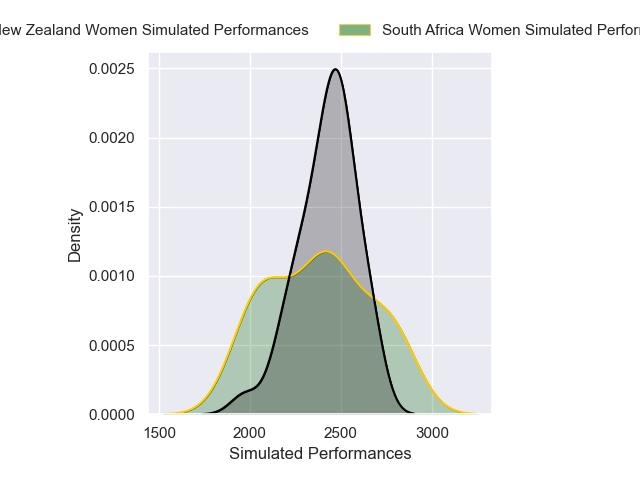 New Zealand Women Simulated Performances South Africa Women Simulated
0.0025
0.0020
0.0015
0.0010
0.0005
0.0000
Density
1500 2000 2500 3000
Simulated Performances